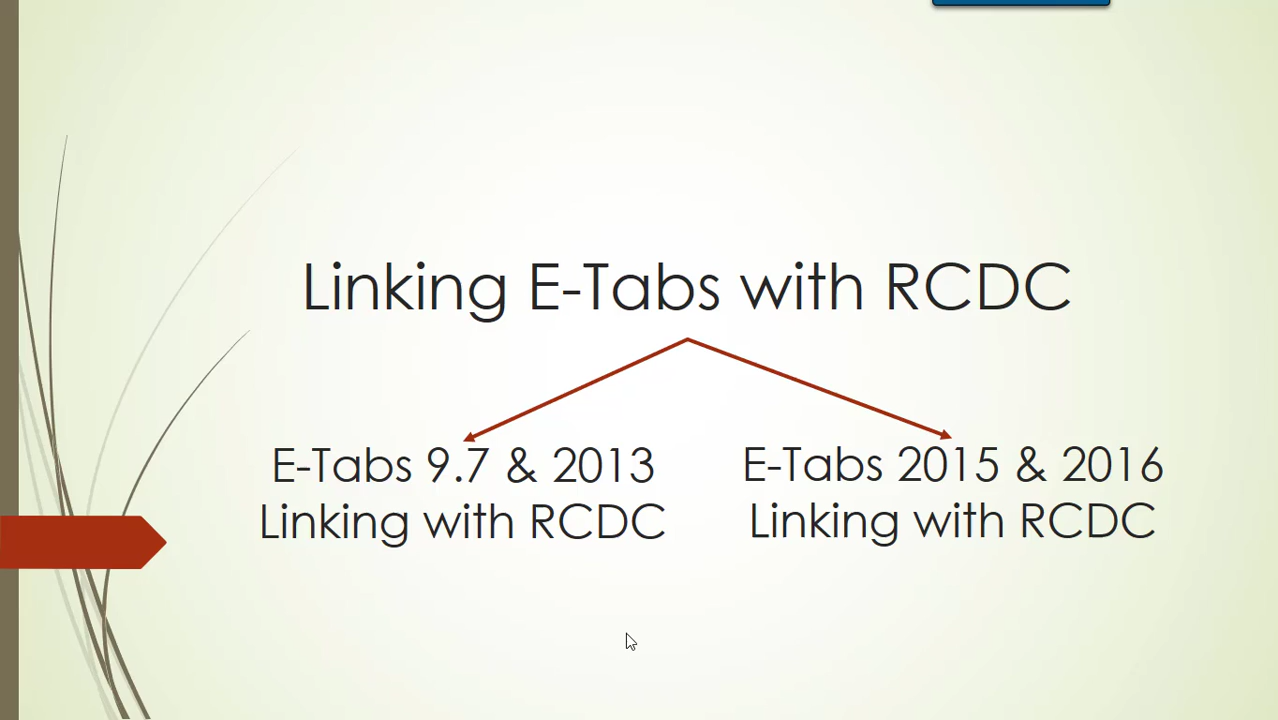 Linking E-Tabs with RCDC
E-Tabs 9.7 & 2013
Linking with RCDC
E-Tabs 2015 & 2016
Linking with RCDC